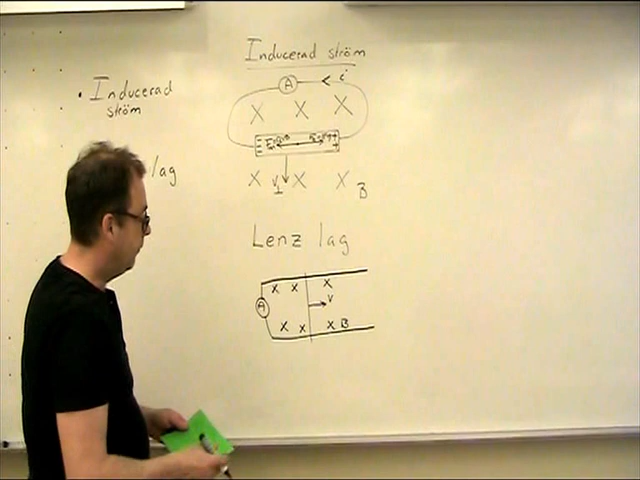 • Inducerad
ström
lag
Inducerad ström
A
i
X X X
- +
V⊥
X X X
B
Lenz lag
X X X
A
V
X X X B